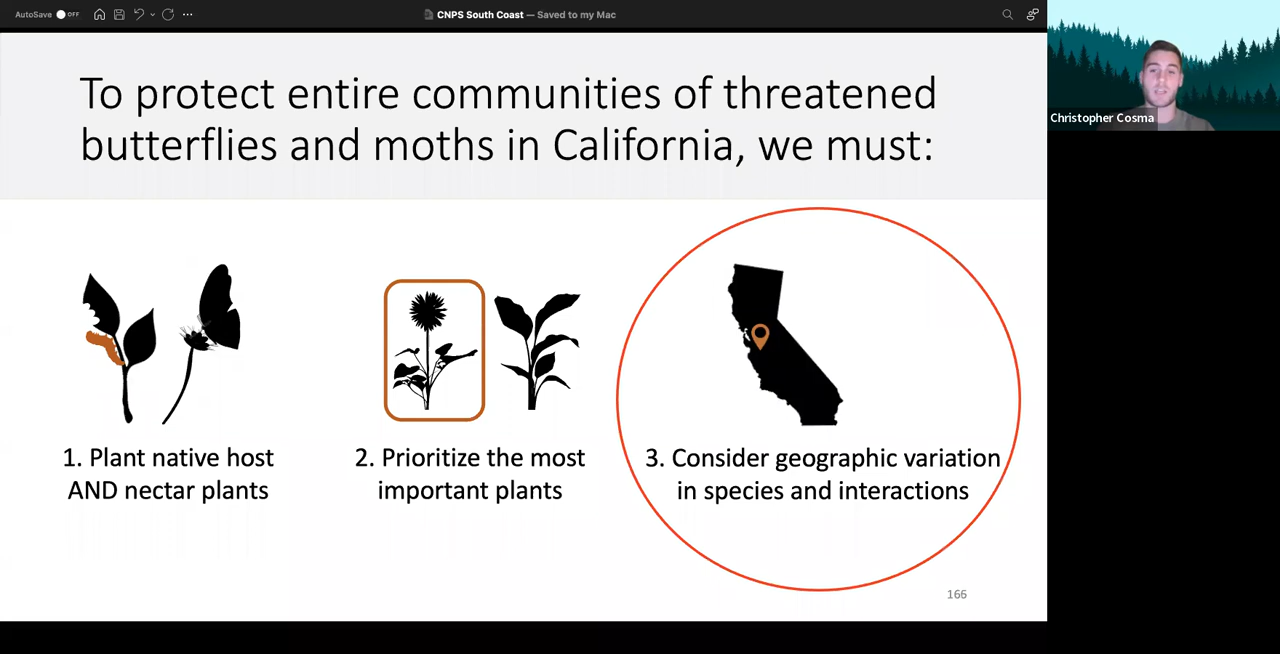 AutoSave OFF
CNPS South Coast — Saved to my Mac
To protect entire communities of threatened
butterflies and moths in California, we must:
Christopher Cosma
1. Plant native host
AND nectar plants
2. Prioritize the most
important plants
3. Consider geographic variation
in species and interactions
166